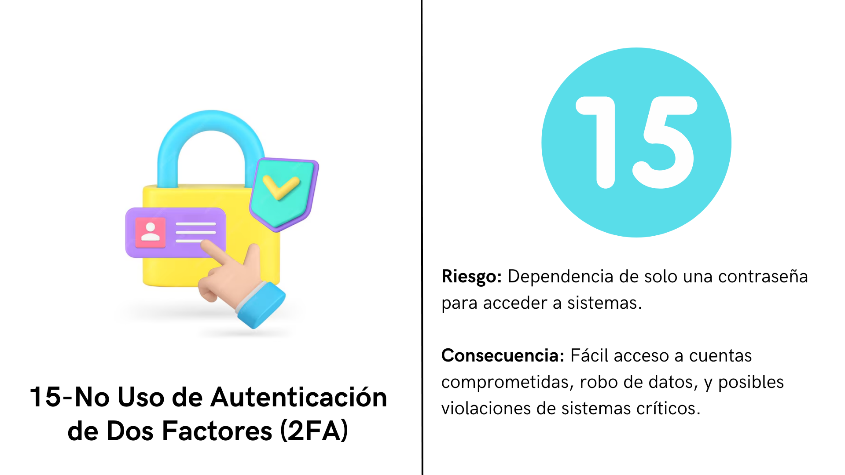 15-No Uso de Autenticación
de Dos Factores (2FA)
15
Riesgo: Dependencia de solo una contraseña
para acceder a sistemas.
Consecuencia: Fácil acceso a cuentas
comprometidas, robo de datos, y posibles
violaciones de sistemas críticos.